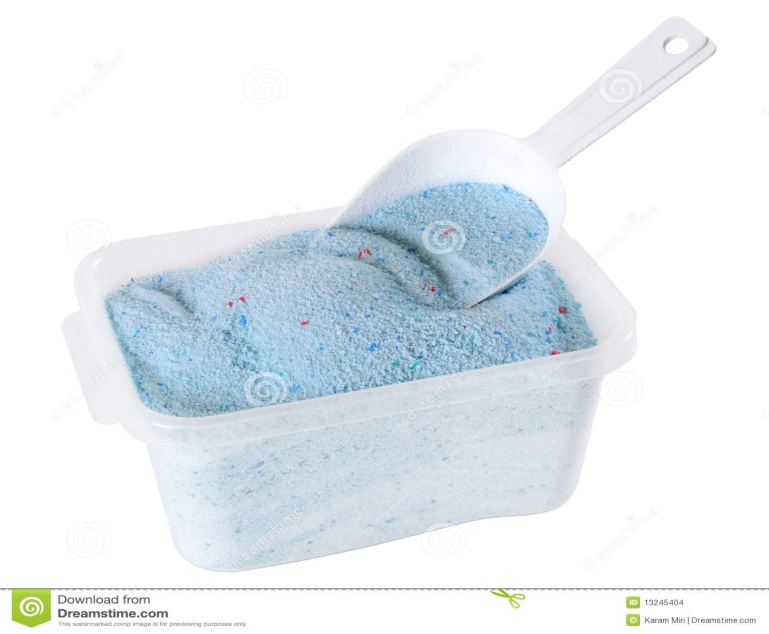 Download from
Dreamstime.com
This watermarked comp image is for previewing purposes only.
ID 13245404
© Karam Miri | Dreamstime.com